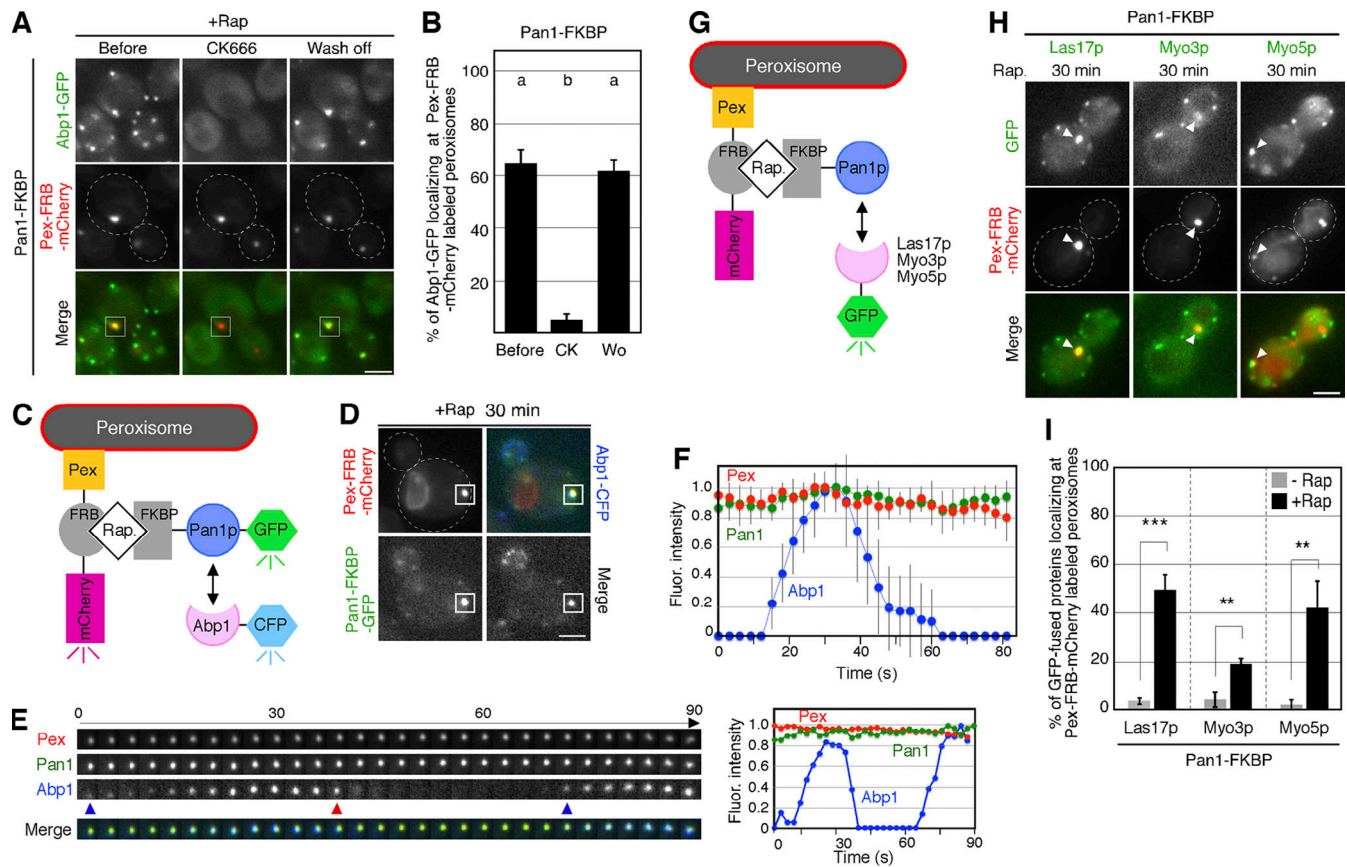 A
+Rap
Before
CK666
Wash off
Pan1-FKBP
Abp1-GFP
Pex-FRB
-mCherry
Merge
B
Pan1-FKBP
% of Abp1-GFP localizing at Pex-FRB
-mCherry labeled peroxisomes
100
80
60
40
20
a
b
a
Before
CK
Wo
C
Peroxisome
Pex
FRB
Rap.
FKBP
Pan1p
GFP
mCherry
Abp1
CFP
D
+Rap 30 min
Pex-FRB
-mCherry
Abp1-CFP
Pan1-FKBP
-GFP
Merge
E
0
30
60
90
Pex
Pan1
Abp1
Merge
Fluor. intensity
1.0
0.8
0.6
0.4
0.2
0
Pex
Pan1
Abp1
0
30
60
90
Time (s)
F
Fluor. intensity
1.0
0.8
0.6
0.4
0.2
0
Pex
Pan1
Abp1
0
20
40
60
80
Time (s)
G
Peroxisome
Pex
FRB
Rap.
FKBP
Pan1p
mCherry
Las17p
Myo3p
Myo5p
GFP
H
Pan1-FKBP
Las17p
Myo3p
Myo5p
Rap.
30 min
30 min
30 min
GFP
Pex-FRB
-mCherry
Merge
I
% of GFP-fused proteins localizing at
Pex-FRB-mCherry labeled peroxisomes
100
80
60
40
20
0
- Rap
+Rap
***
**
**
Las17p
Myo3p
Myo5p
Pan1-FKBP